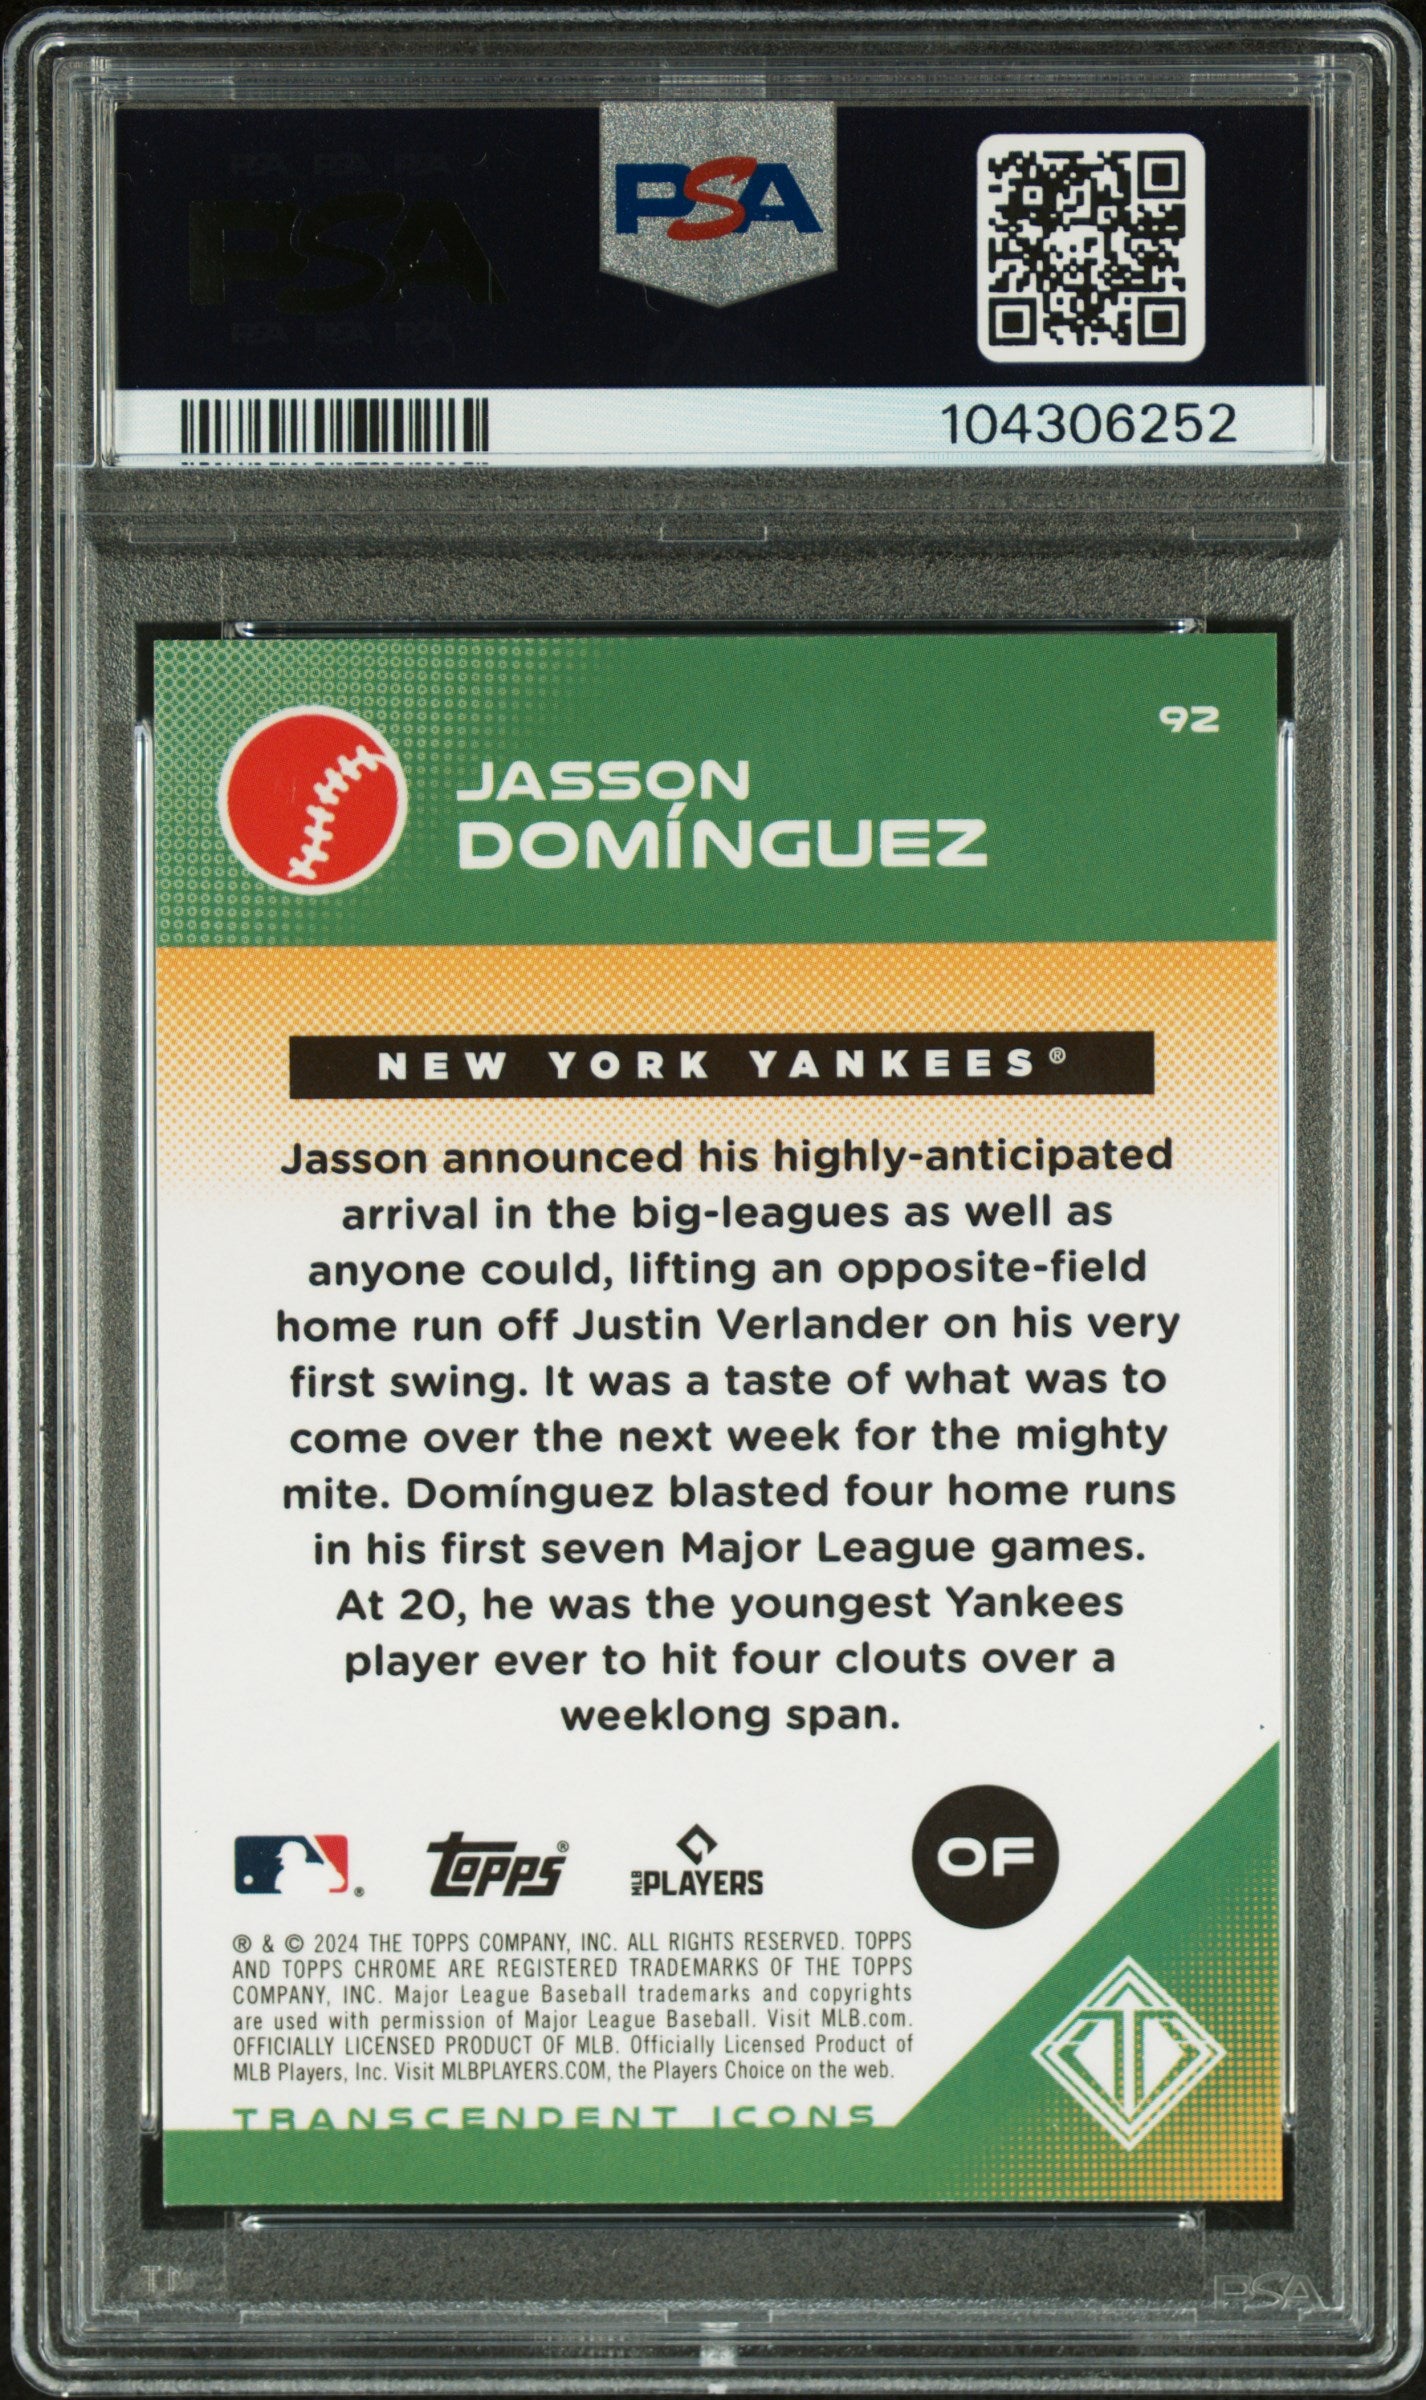 PSA
PSA
104306252
92
JASSON
DOMÍNGUEZ
NEW YORK YANKEES®
Jasson announced his highly-anticipated
arrival in the big-leagues as well as
anyone could, lifting an opposite-field
home run off Justin Verlander on his very
first swing. It was a taste of what was to
come over the next week for the mighty
mite. Domínguez blasted four home runs
in his first seven Major League games.
At 20, he was the youngest Yankees
player ever to hit four clouts over a
weeklong span.
® Topps® MLB PLAYERS
OF
® & © 2024 THE TOPPS COMPANY, INC. ALL RIGHTS RESERVED. TOPPS
AND TOPPS CHROME ARE REGISTERED TRADEMARKS OF THE TOPPS
COMPANY, INC. Major League Baseball trademarks and copyrights
are used with permission of Major League Baseball. Visit MLB.com.
OFFICIALLY LICENSED PRODUCT OF MLB. Officially Licensed Product of
MLB Players, Inc. Visit MLBPLAYERS.COM, the Players Choice on the web.
TRANSCENDENT ICONS
T
PSA